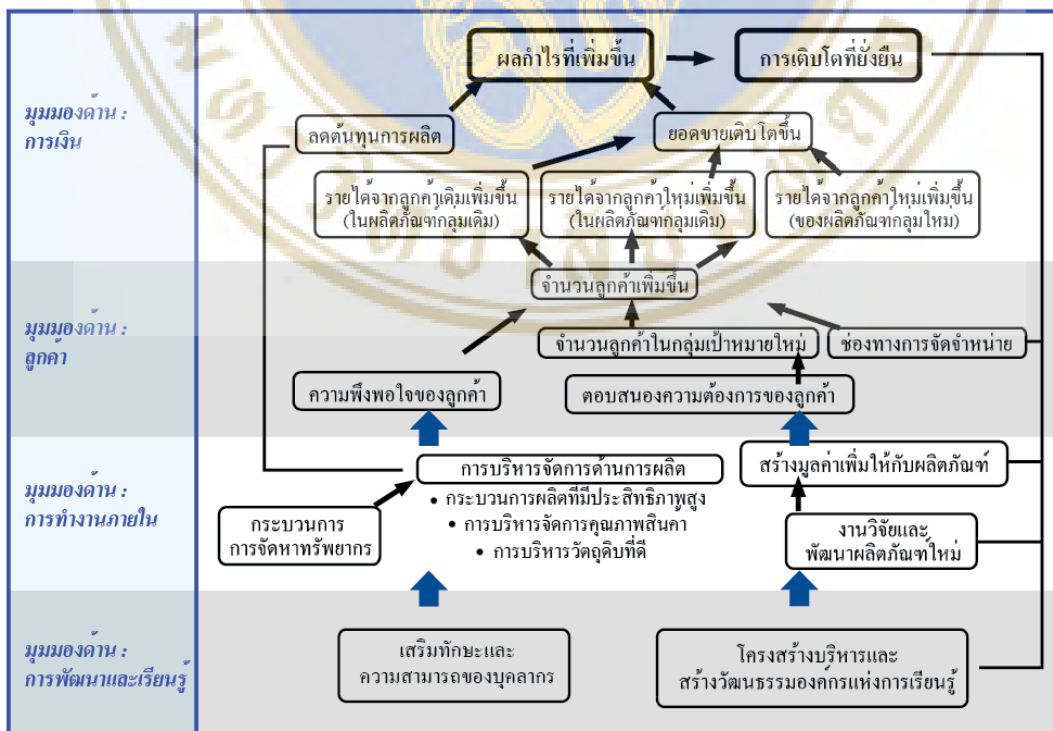 ผลกำไรที่เพิ่มขึ้น
การเติบโตที่ยั่งยืน
มุมมองด้าน :
การเงิน
ลดต้นทุนการผลิต
ยอดขายเติบโตขึ้น
รายได้จากลูกค้าเดิมเพิ่มขึ้น
(ในผลิตภัณฑ์กลุ่มเดิม)
รายได้จากลูกค้าใหม่เพิ่มขึ้น
(ในผลิตภัณฑ์กลุ่มเดิม)
รายได้จากลูกค้าใหม่เพิ่มขึ้น
(ของผลิตภัณฑ์กลุ่มใหม่)
มุมมองด้าน :
ลูกค้า
จำนวนลูกค้าเพิ่มขึ้น
จำนวนลูกค้าในกลุ่มเป้าหมายใหม่
ช่องทางการจัดจำหน่าย
ความพึงพอใจของลูกค้า
ตอบสนองความต้องการของลูกค้า
มุมมองด้าน :
การทำงานภายใน
การบริหารจัดการด้านการผลิต
• กระบวนการผลิตที่มีประสิทธิภาพสูง
• การบริหารจัดการคุณภาพสินค้า
• การบริหารวัตถุดิบที่ดี
สร้างมูลค่าเพิ่มให้กับผลิตภัณฑ์
กระบวนการ
การจัดหาทรัพยากร
งานวิจัยและ
พัฒนาผลิตภัณฑ์ใหม่
มุมมองด้าน :
การพัฒนาและเรียนรู้
เสริมทักษะและ
ความสามารถของบุคลากร
โครงสร้างบริหารและ
สร้างวัฒนธรรมองค์กรแห่งการเรียนรู้